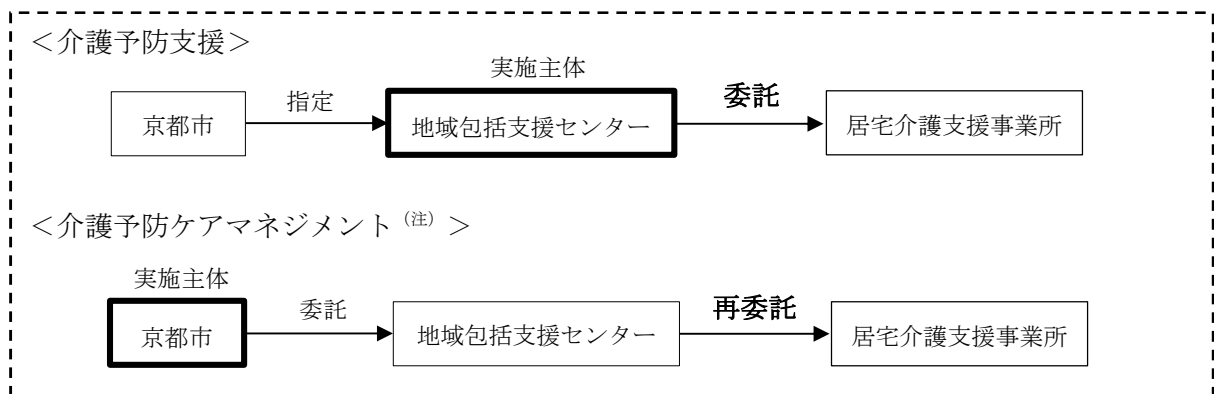 ＜介護予防支援＞
実施主体
京都市 指定 地域包括支援センター 委託 居宅介護支援事業所
＜介護予防ケアマネジメント（注）＞
実施主体
京都市 委託 地域包括支援センター 再委託 居宅介護支援事業所